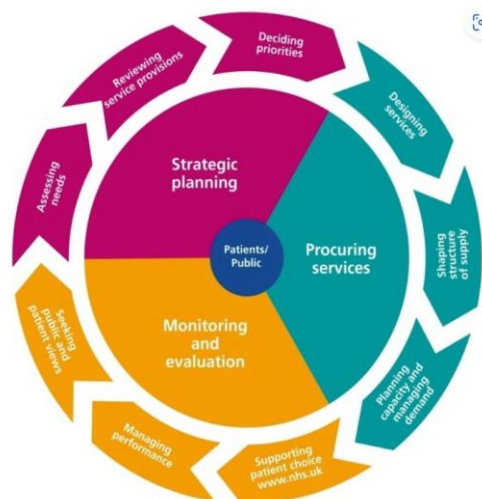 Deciding
priorities
Designing
services
Shaping
structure
of supply
Planning
capacity and
managing
demand
Supporting
patient choice
www.nhs.uk
Managing
performance
Seeking
public and
patient views
Assessing
needs
Reviewing
service provisions
Strategic
planning
Procuring
services
Monitoring
and
evaluation
Patients/
Public